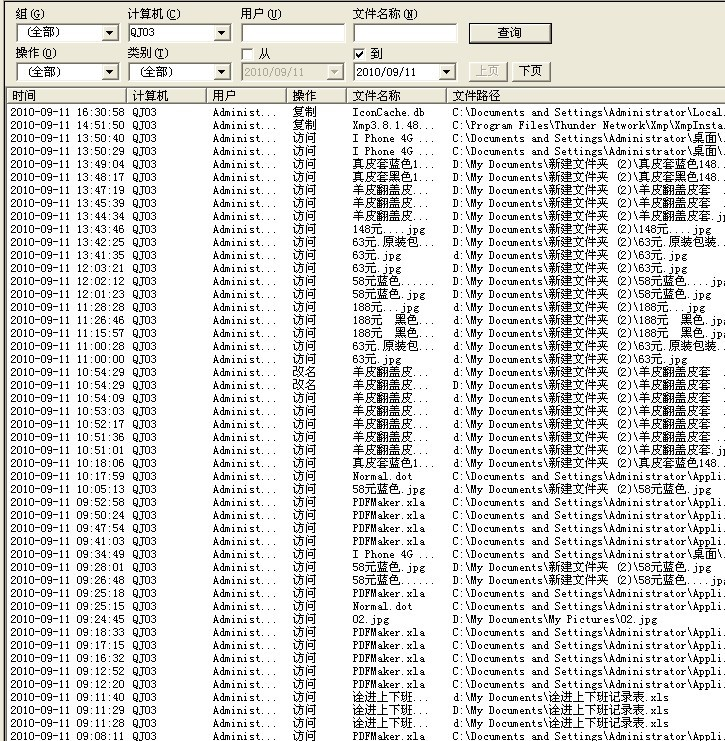 组(G) 计算机(C) 用户(U) 文件名称(N)
(全部) QJ03 查询
操作(O) 类别(T) 从 到
(全部) (全部) 2010/09/11 2010/09/11 上页 下页
时间 计算机 用户 操作 文件名称 文件路径
2010-09-11 16:30:58 QJ03 Administ... 复制 IconCache.db C:\Documents and Settings\Administrator\Local
2010-09-11 14:51:50 QJ03 Administ... 复制 Xmp3.8.1.48... C:\Program Files\Thunder Network\Xmp\XmpInsta
2010-09-11 13:50:40 QJ03 Administ... 访问 I Phone 4G ... C:\Documents and Settings\Administrator\桌面\
2010-09-11 13:50:29 QJ03 Administ... 访问 I Phone 4G ... C:\Documents and Settings\Administrator\桌面\
2010-09-11 13:49:04 QJ03 Administ... 访问 真皮套蓝色1... D:\My Documents\新建文件夹 (2)\真皮套蓝色148..
2010-09-11 13:48:17 QJ03 Administ... 访问 真皮套黑色1... D:\My Documents\新建文件夹 (2)\真皮套黑色148..
2010-09-11 13:47:19 QJ03 Administ... 访问 羊皮翻盖皮... D:\My Documents\新建文件夹 (2)\羊皮翻盖皮套 .
2010-09-11 13:45:39 QJ03 Administ... 访问 羊皮翻盖皮... D:\My Documents\新建文件夹 (2)\羊皮翻盖皮套 .
2010-09-11 13:44:34 QJ03 Administ... 访问 羊皮翻盖皮... D:\My Documents\新建文件夹 (2)\羊皮翻盖皮套.jp
2010-09-11 13:43:46 QJ03 Administ... 访问 148元....jpg D:\My Documents\新建文件夹 (2)\148元....jpg
2010-09-11 13:42:25 QJ03 Administ... 访问 63元.原装包... D:\My Documents\新建文件夹 (2)\63元.原装包装..
2010-09-11 13:41:35 QJ03 Administ... 访问 63元.jpg d:\My Documents\新建文件夹 (2)\63元.jpg
2010-09-11 12:03:21 QJ03 Administ... 访问 63元.jpg D:\My Documents\新建文件夹 (2)\63元.jpg
2010-09-11 12:02:12 QJ03 Administ... 访问 58元蓝色...... D:\My Documents\新建文件夹 (2)\58元蓝色....jpa
2010-09-11 12:01:23 QJ03 Administ... 访问 58元蓝色.jpg D:\My Documents\新建文件夹 (2)\58元蓝色.jpg
2010-09-11 11:28:28 QJ03 Administ... 访问 188元...jpg d:\My Documents\新建文件夹 (2)\188元....jpg
2010-09-11 11:26:46 QJ03 Administ... 访问 188元 黑色... d:\My Documents\新建文件夹 (2)\188元 黑色.jpa
2010-09-11 11:15:57 QJ03 Administ... 访问 188元 黑色... D:\My Documents\新建文件夹 (2)\188元 黑色.jpa
2010-09-11 11:00:28 QJ03 Administ... 访问 63元.原装包... d:\My Documents\新建文件夹 (2)\63元.原装包装..
2010-09-11 11:00:00 QJ03 Administ... 访问 63元.jpg d:\My Documents\新建文件夹 (2)\63元.jpg
2010-09-11 10:54:29 QJ03 Administ... 改名 羊皮翻盖皮... d:\My Documents\新建文件夹 (2)\羊皮翻盖皮套 .
2010-09-11 10:54:29 QJ03 Administ... 改名 羊皮翻盖皮... D:\My Documents\新建文件夹 (2)\羊皮翻盖皮套 .
2010-09-11 10:54:09 QJ03 Administ... 访问 羊皮翻盖皮... d:\My Documents\新建文件夹 (2)\羊皮翻盖皮套 .
2010-09-11 10:53:03 QJ03 Administ... 访问 羊皮翻盖皮... d:\My Documents\新建文件夹 (2)\羊皮翻盖皮套 .
2010-09-11 10:52:17 QJ03 Administ... 访问 羊皮翻盖皮... d:\My Documents\新建文件夹 (2)\羊皮翻盖皮套 .
2010-09-11 10:51:36 QJ03 Administ... 访问 羊皮翻盖皮... d:\My Documents\新建文件夹 (2)\羊皮翻盖皮套 .
2010-09-11 10:51:01 QJ03 Administ... 访问 羊皮翻盖皮... d:\My Documents\新建文件夹 (2)\羊皮翻盖皮套.jp
2010-09-11 10:18:06 QJ03 Administ... 访问 真皮套蓝色1... d:\My Documents\新建文件夹 (2)\真皮套蓝色148..
2010-09-11 10:17:59 QJ03 Administ... 访问 Normal.dot C:\Documents and Settings\Administrator\Appli
2010-09-11 10:05:13 QJ03 Administ... 访问 58元蓝色.jpg d:\My Documents\新建文件夹 (2)\58元蓝色.jpg
2010-09-11 09:52:58 QJ03 Administ... 访问 PDFMaker.xla C:\Documents and Settings\Administrator\Appli
2010-09-11 09:50:24 QJ03 Administ... 访问 PDFMaker.xla C:\Documents and Settings\Administrator\Appli
2010-09-11 09:47:54 QJ03 Administ... 访问 PDFMaker.xla C:\Documents and Settings\Administrator\Appli
2010-09-11 09:41:03 QJ03 Administ... 访问 PDFMaker.xla C:\Documents and Settings\Administrator\Appli
2010-09-11 09:34:49 QJ03 Administ... 访问 I Phone 4G ... C:\Documents and Settings\Administrator\桌面\
2010-09-11 09:28:01 QJ03 Administ... 访问 58元蓝色.jpg D:\My Documents\新建文件夹 (2)\58元蓝色.jpg
2010-09-11 09:26:48 QJ03 Administ... 访问 58元蓝色...... D:\My Documents\新建文件夹 (2)\58元蓝色....jpa
2010-09-11 09:25:18 QJ03 Administ... 访问 PDFMaker.xla C:\Documents and Settings\Administrator\Appli
2010-09-11 09:25:15 QJ03 Administ... 访问 Normal.dot C:\Documents and Settings\Administrator\Appli
2010-09-11 09:24:45 QJ03 Administ... 访问 02.jpg D:\My Documents\My Pictures\02.jpg
2010-09-11 09:18:33 QJ03 Administ... 访问 PDFMaker.xla C:\Documents and Settings\Administrator\Appli
2010-09-11 09:17:15 QJ03 Administ... 访问 PDFMaker.xla C:\Documents and Settings\Administrator\Appli
2010-09-11 09:16:32 QJ03 Administ... 访问 PDFMaker.xla C:\Documents and Settings\Administrator\Appli
2010-09-11 09:12:52 QJ03 Administ... 访问 PDFMaker.xla C:\Documents and Settings\Administrator\Appli
2010-09-11 09:12:20 QJ03 Administ... 访问 PDFMaker.xla C:\Documents and Settings\Administrator\Appli
2010-09-11 09:11:40 QJ03 Administ... 访问 诠进上下班... d:\My Documents\诠进上下班记录表.xls
2010-09-11 09:11:29 QJ03 Administ... 访问 诠进上下班... D:\My Documents\诠进上下班记录表.xls
2010-09-11 09:11:28 QJ03 Administ... 访问 诠进上下班... d:\My Documents\诠进上下班记录表.xls
2010-09-11 09:08:11 QJ03 Administ... 访问 PDFMaker.xla C:\Documents and Settings\Administrator\Appli